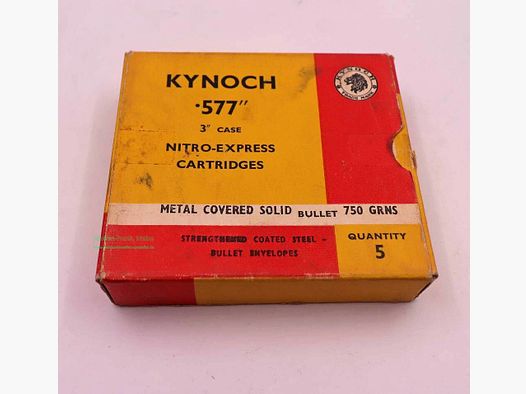 KYNOCH
KYNOCH
·577"
3" CASE
NITRO-EXPRESS
CARTRIDGES
METAL COVERED SOLID BULLET 750 GRNS
STRENGTHENED COATED STEEL -
BULLET ENVELOPES
QUANTITY
5